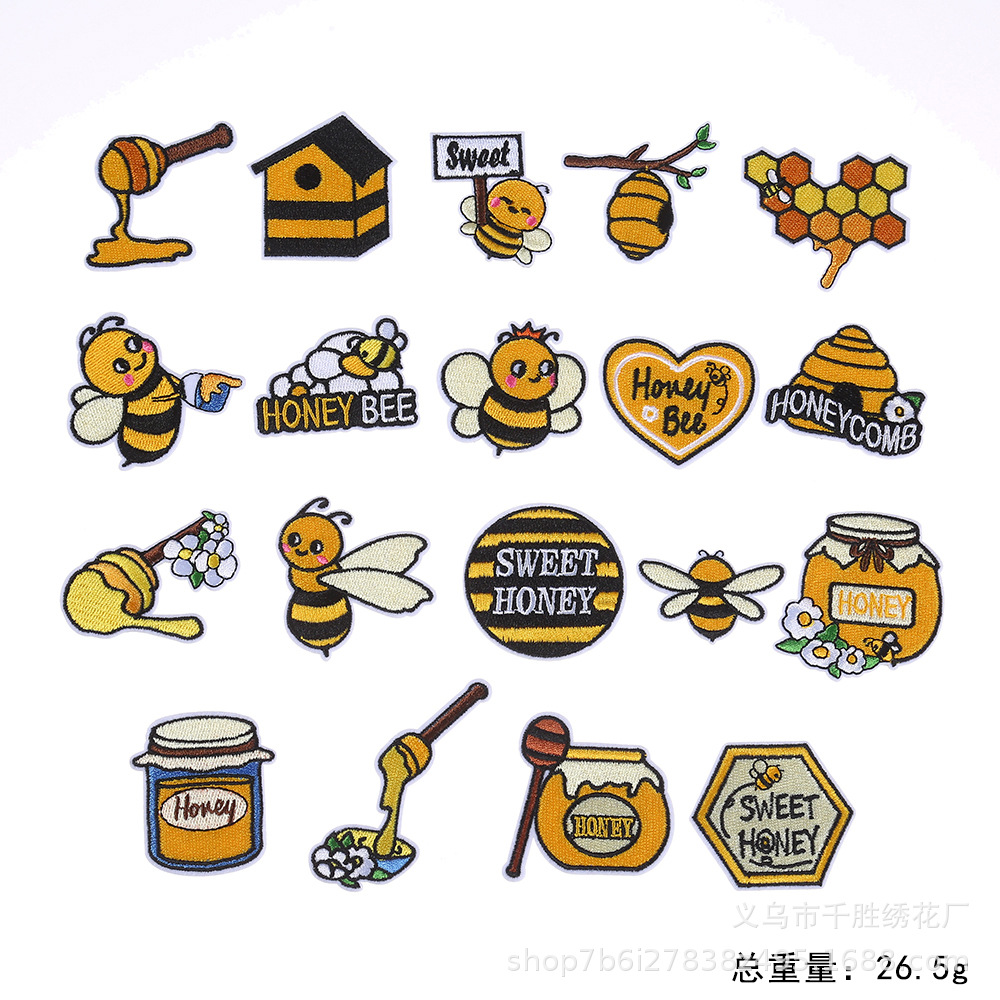 Sweet
HONEY BEE
Honey
Bee
HONEYCOMB
SWEET
HONEY
HONEY
Honey
HONEY
SWEET
HONEY
义乌市千胜绣花厂
总重量：26.5g